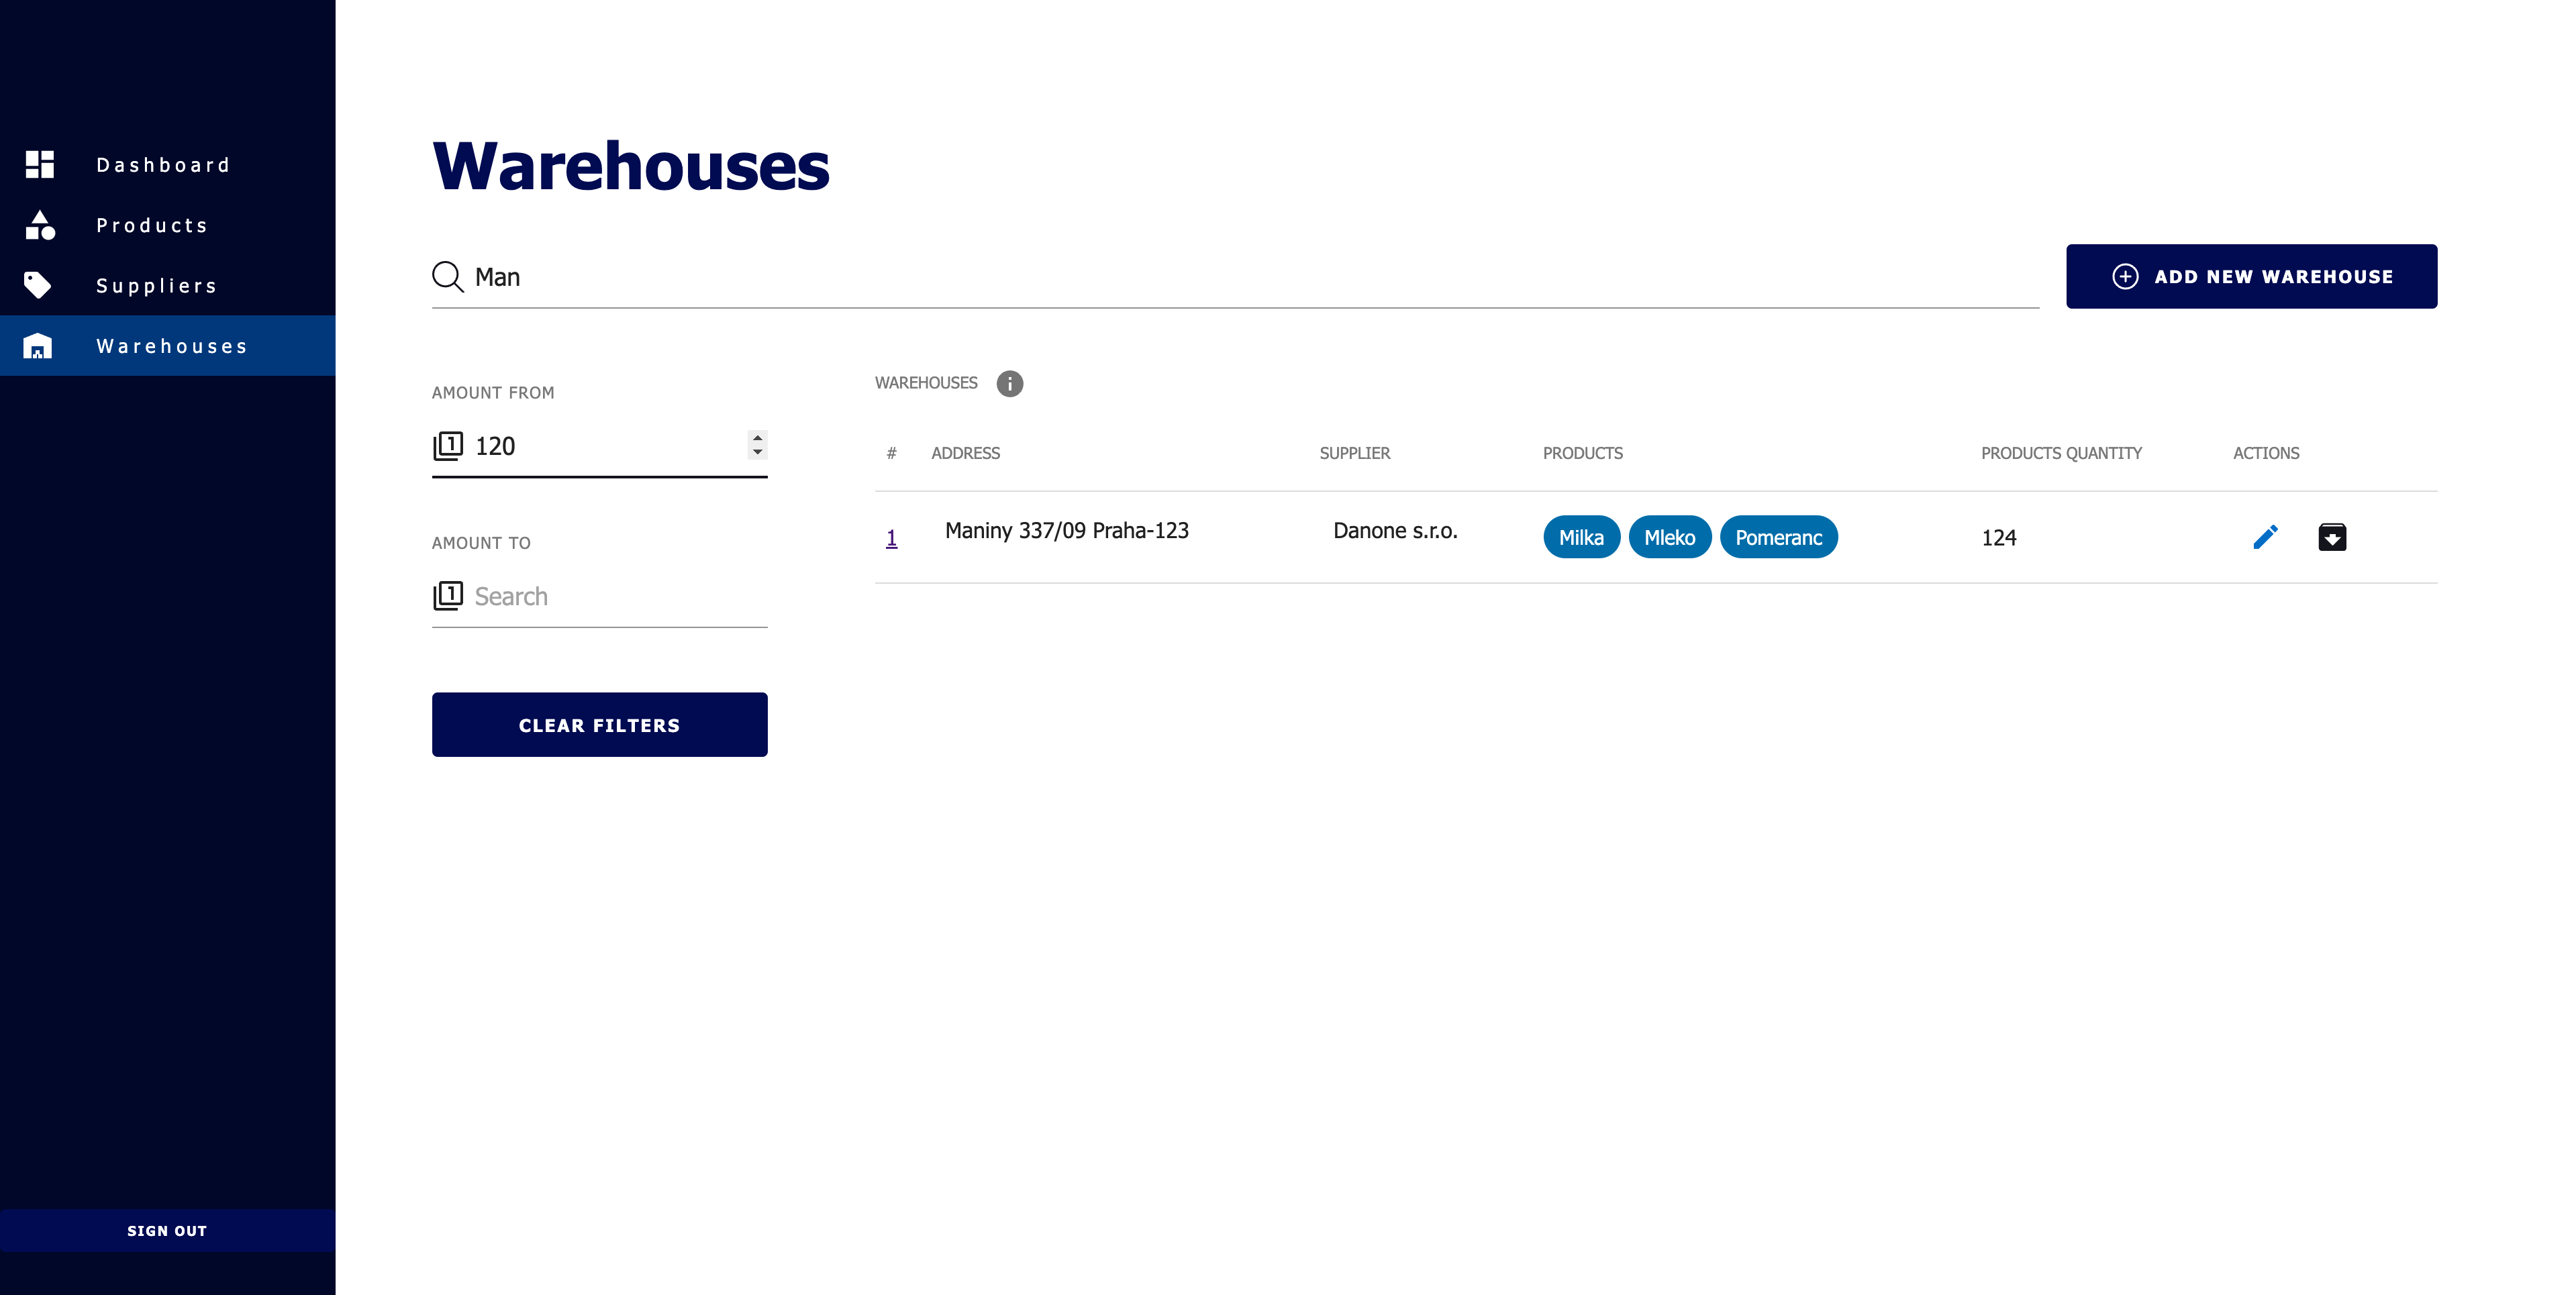 Dashboard
Products
Suppliers
Warehouses
SIGN OUT
Warehouses
Man
ADD NEW WAREHOUSE
AMOUNT FROM
120
AMOUNT TO
Search
CLEAR FILTERS
WAREHOUSES
# ADDRESS SUPPLIER PRODUCTS PRODUCTS QUANTITY ACTIONS
1 Maniny 337/09 Praha-123 Danone s.r.o. Milka Mleko Pomeranc 124